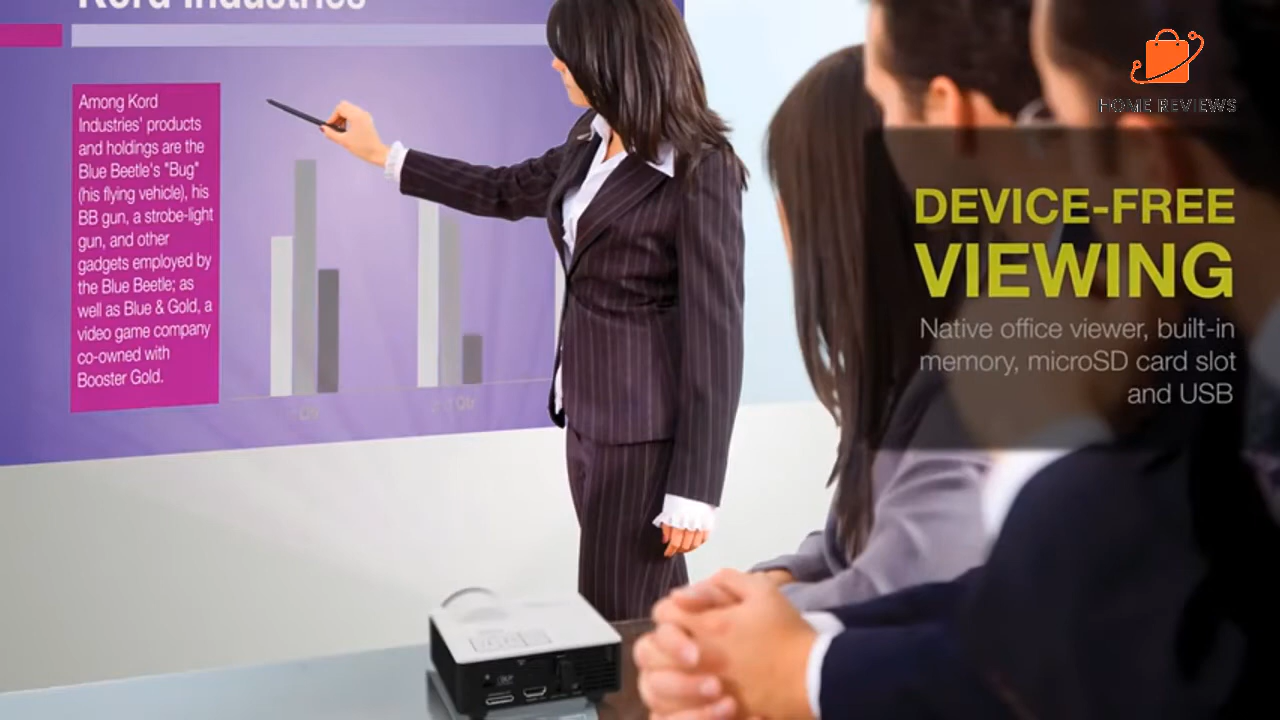 Kord Industries
Among Kord
Industries' products
and holdings are the
Blue Beetle's "Bug"
(his flying vehicle), his
BB gun, a strobe-light
gun, and other
gadgets employed by
the Blue Beetle; as
well as Blue & Gold, a
video game company
co-owned with
Booster Gold.
HOME REVIEWS
DEVICE-FREE
VIEWING
Native office viewer, built-in
memory, microSD card slot
and USB